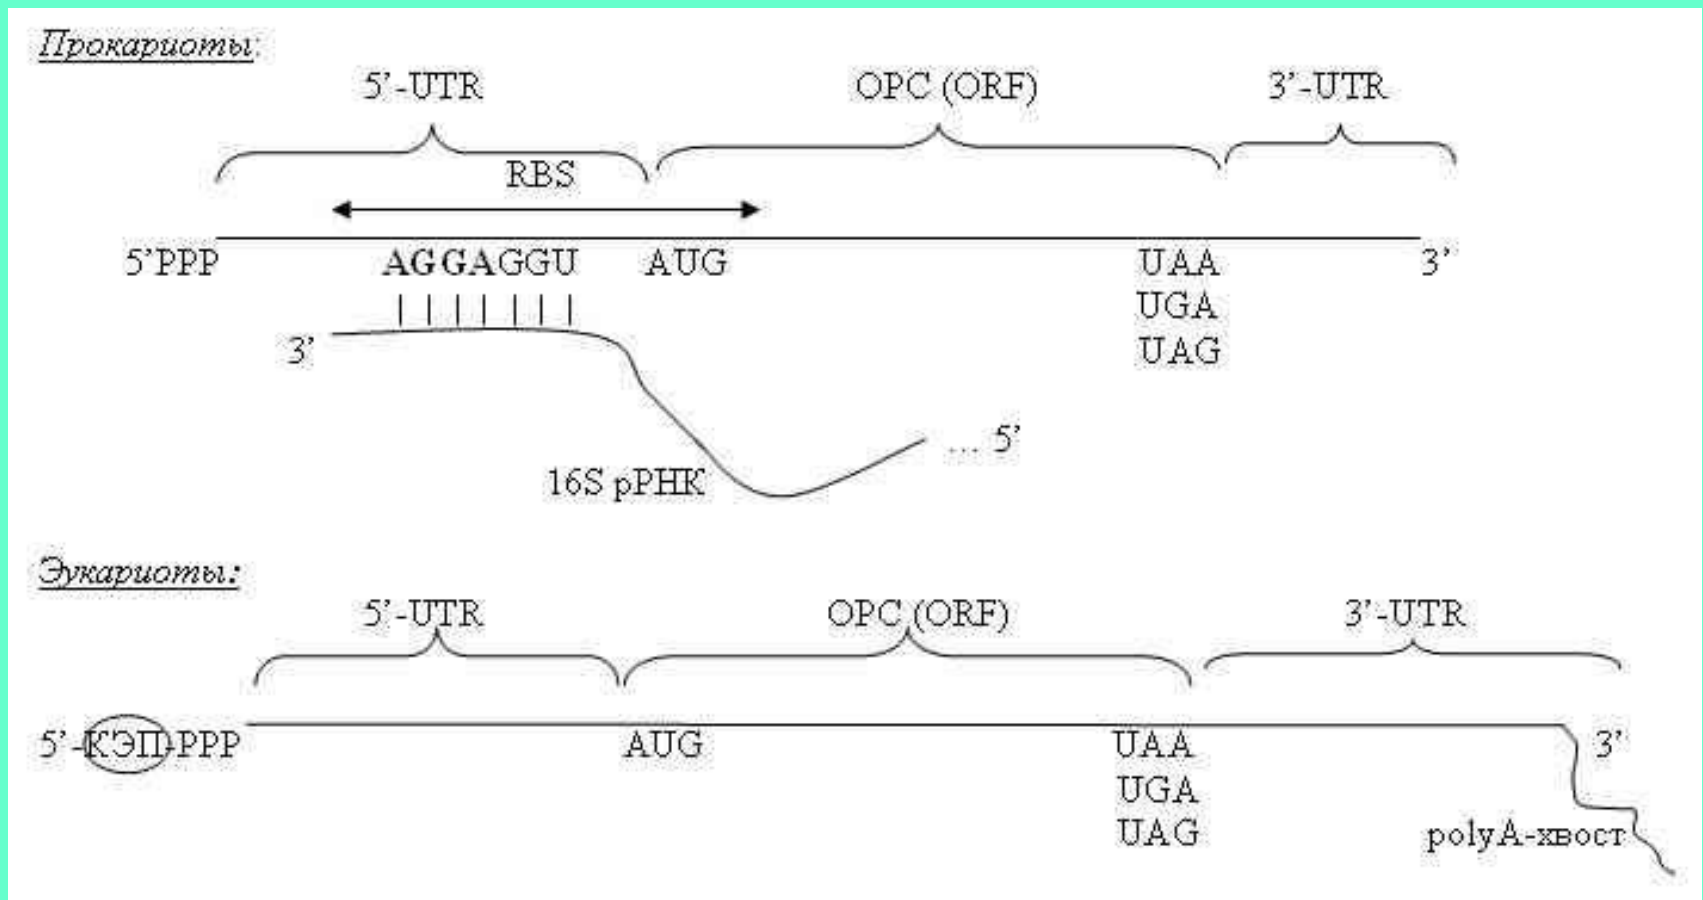 Прокариоты:
5’-UTR ОРС (ORF) 3’-UTR
RBS
5’PPP AGGAGGU AUG UAA 3’
UGA
3’ UAG
... 5’
16S рРНК
Эукариоты:
5’-UTR ОРС (ORF) 3’-UTR
5’-КЭП-PPP AUG UAA 3’
UGA
UAG polyA-хвост